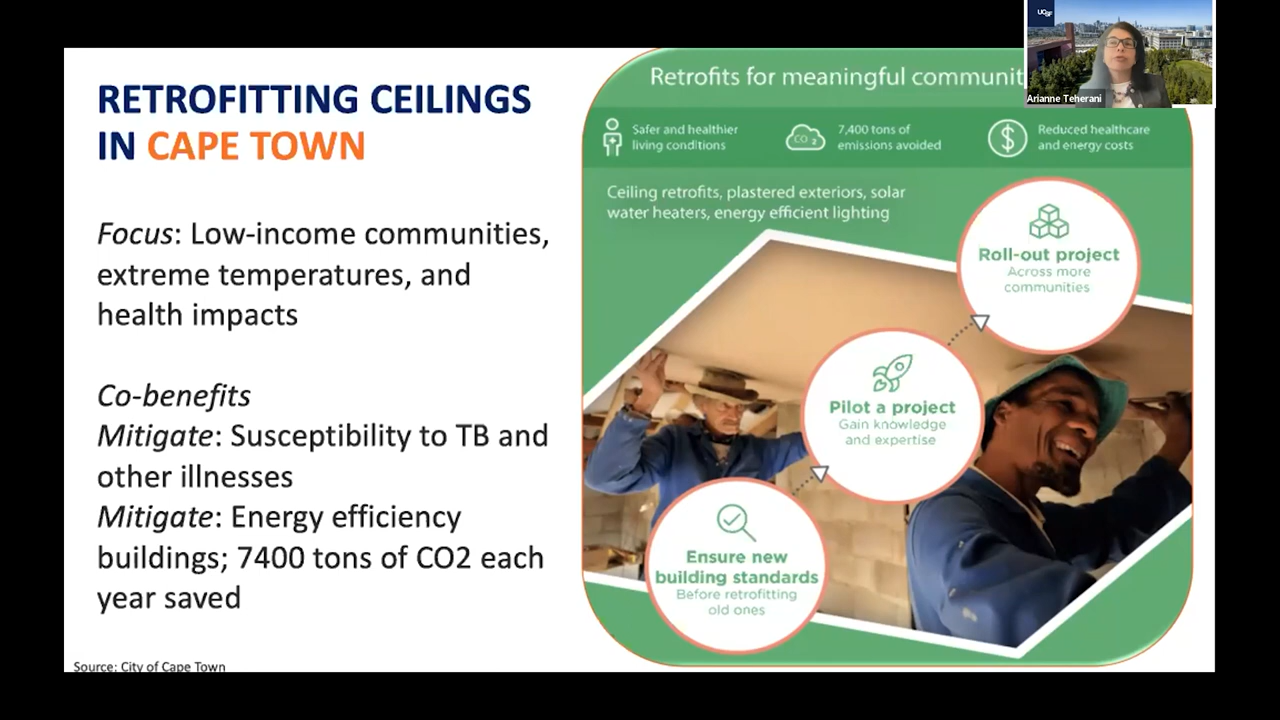 RETROFITTING CEILINGS
IN CAPE TOWN
Focus: Low-income communities,
extreme temperatures, and
health impacts
Co-benefits
Mitigate: Susceptibility to TB and
other illnesses
Mitigate: Energy efficiency
buildings; 7400 tons of CO2 each
year saved
Source: City of Cape Town
Retrofits for meaningful communit
Safer and healthier
living conditions
CO 2
7,400 tons of
emissions avoided
$
Reduced healthcare
and energy costs
Ceiling retrofits, plastered exteriors, solar
water heaters, energy efficient lighting
Roll-out project
Across more
communities
Pilot a project
Gain knowledge
and expertise
Ensure new
building standards
Before retrofitting
old ones
UCSF
Arianne Teherani